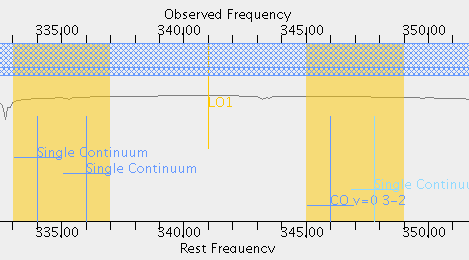 Observed Frequency
335.00 340.00 345.00 350.00
LO1
Single Continuum
Single Continuum
Single Continuu
CO v=0 3-2
335.00 340.00 345.00 350.00
Rest Frequency